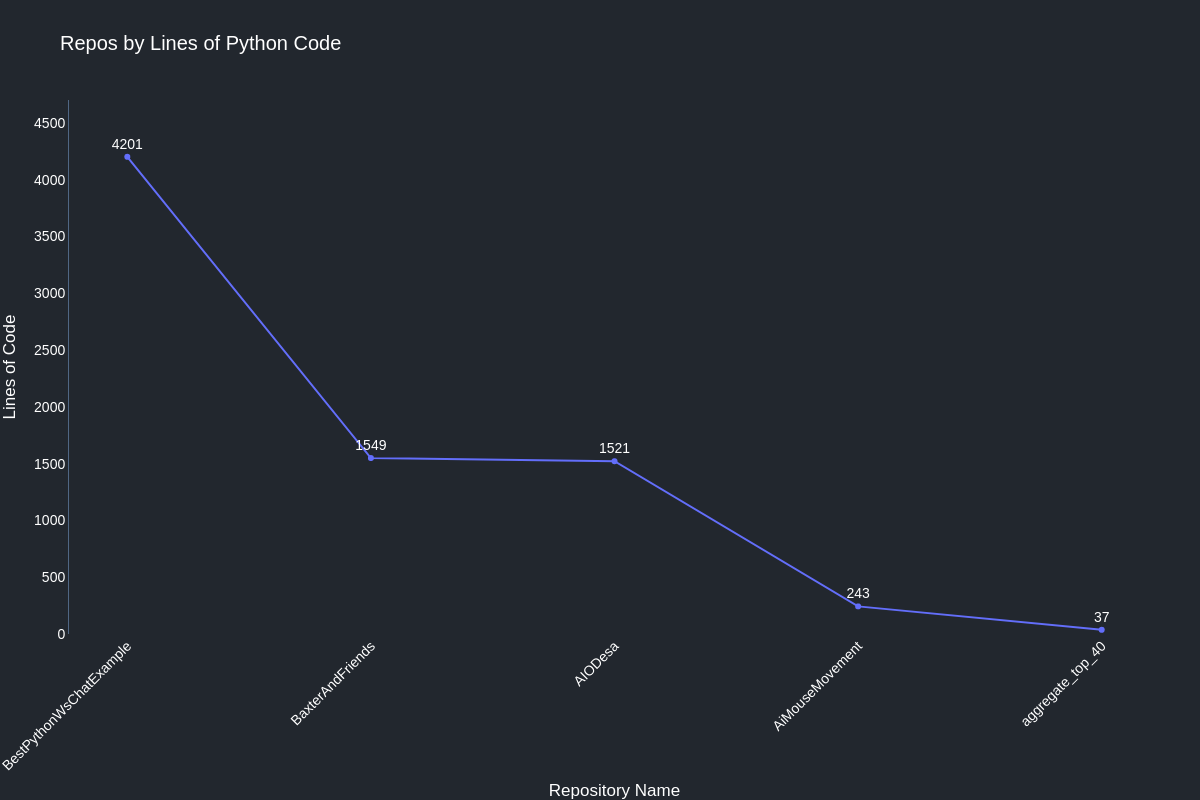 Repos by Lines of Python Code
Lines of Code
4500
4000
3500
3000
2500
2000
1500
1000
500
0
4201
1549
1521
243
37
BestPythonWsChatExample
BaxterAndFriends
AIODesa
AiMouseMovement
aggregate_top_40
Repository Name